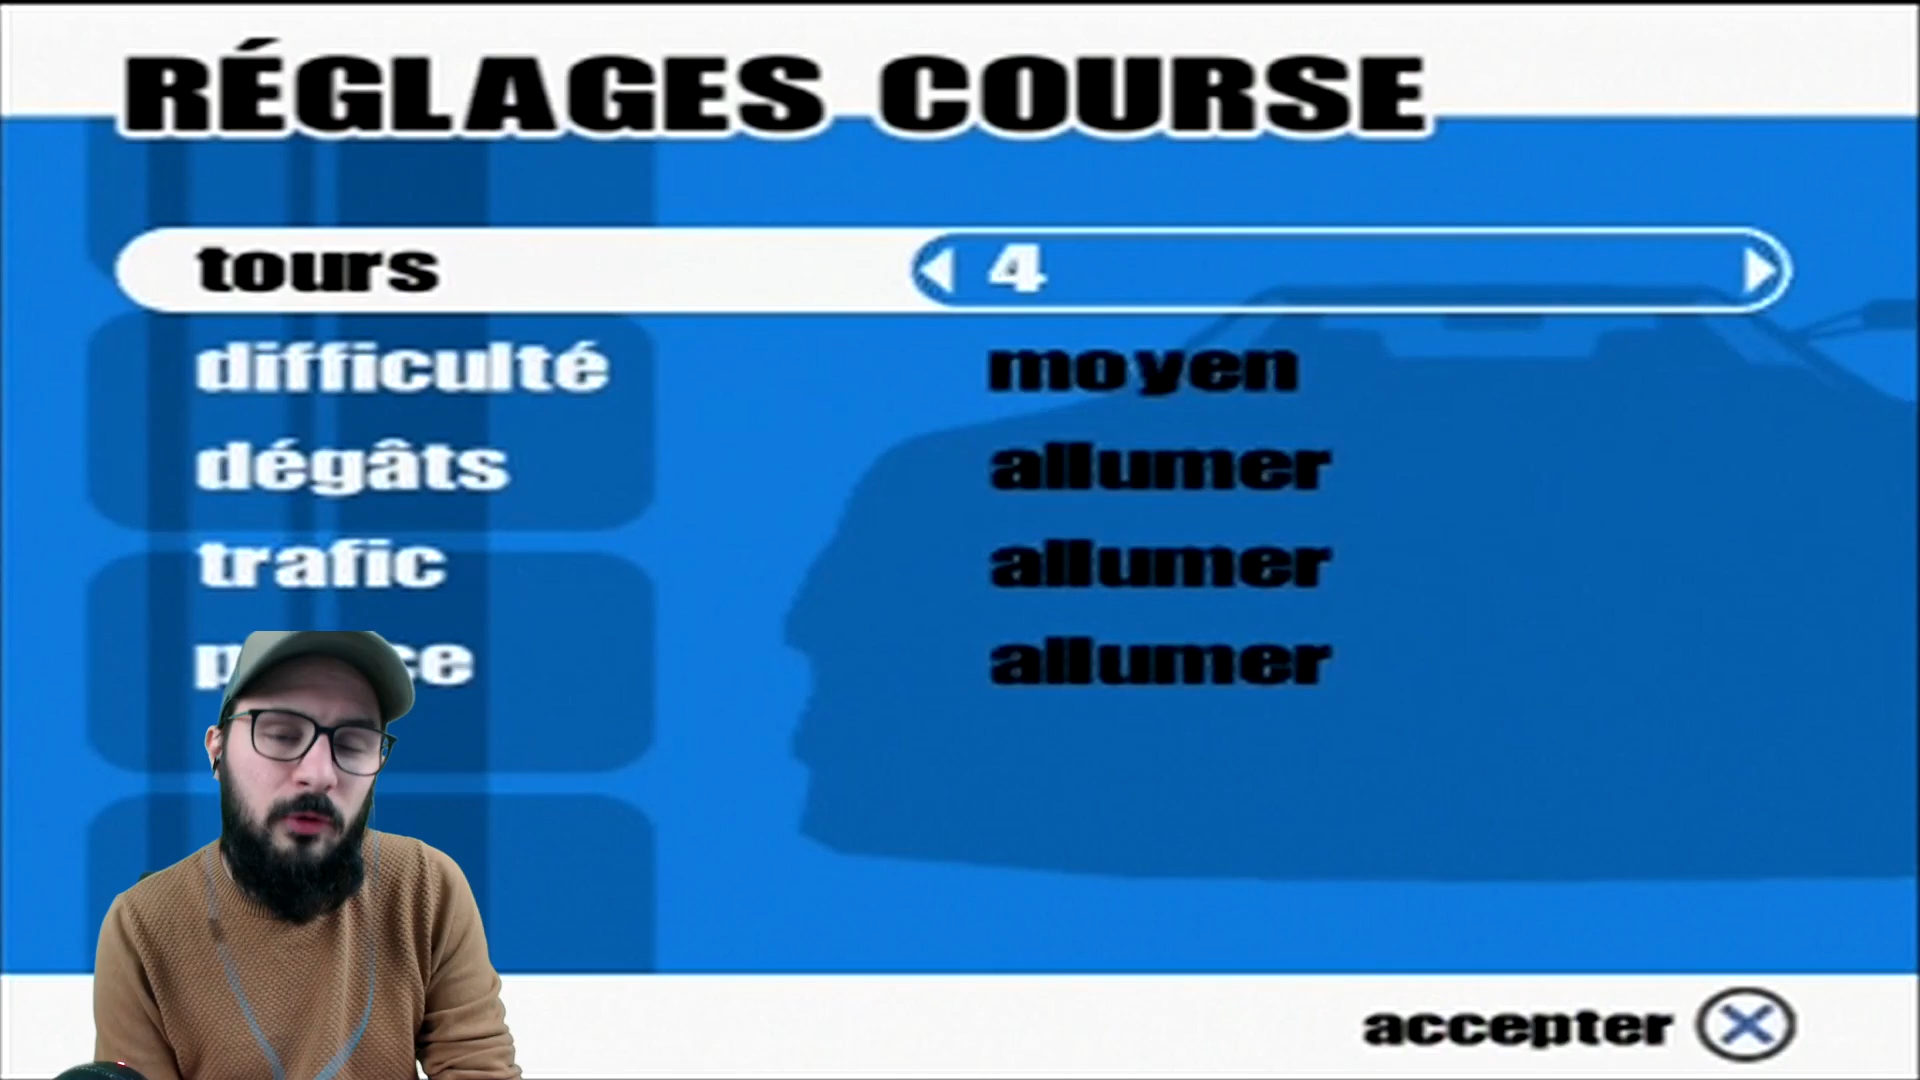 RÉGLAGES COURSE
tours 4
difficulté moyen
dégâts allumer
trafic allumer
allumer
accepter